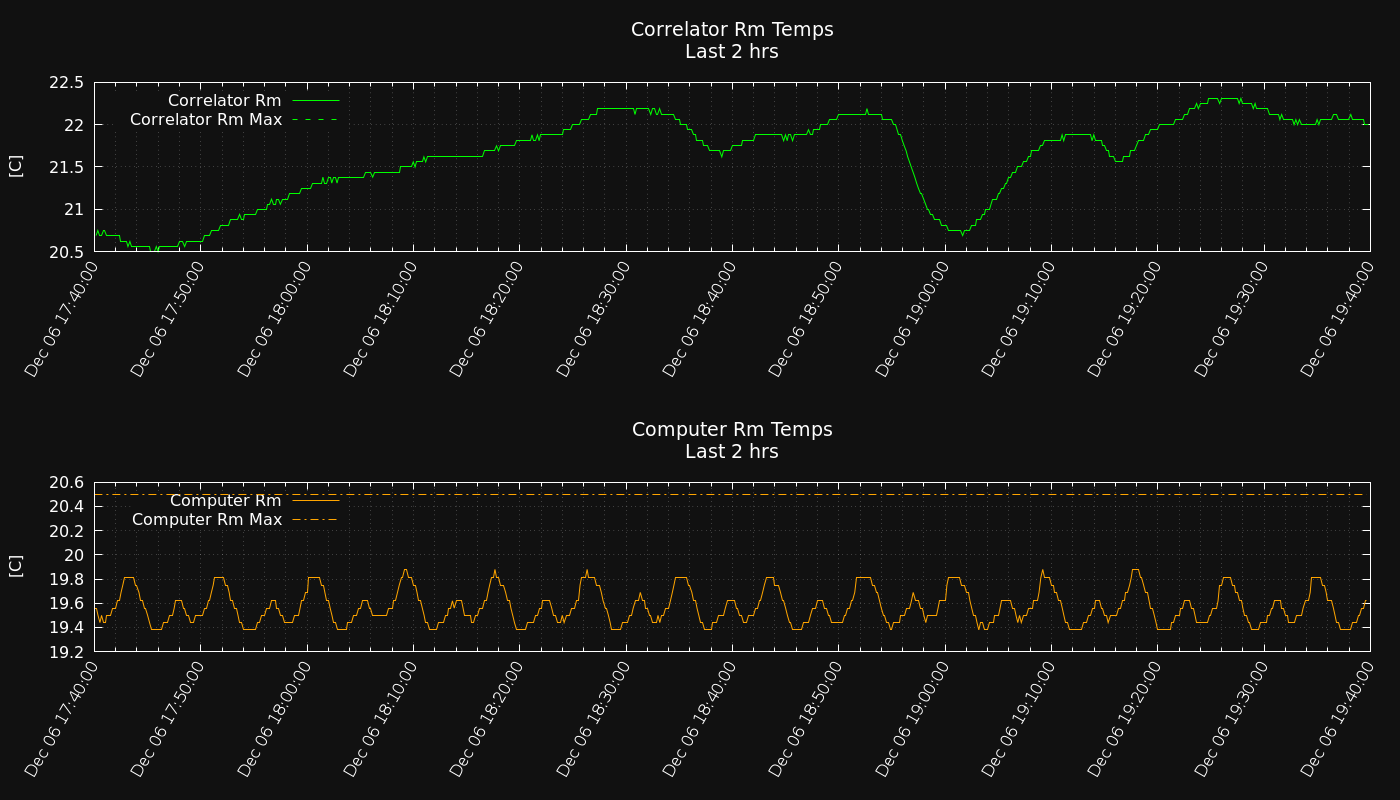 Correlator Rm Temps
Last 2 hrs
[C]
22.5
22
21.5
21
20.5
Correlator Rm
Correlator Rm Max
Dec 06 17:40:00
Dec 06 17:50:00
Dec 06 18:00:00
Dec 06 18:10:00
Dec 06 18:20:00
Dec 06 18:30:00
Dec 06 18:40:00
Dec 06 18:50:00
Dec 06 19:00:00
Dec 06 19:10:00
Dec 06 19:20:00
Dec 06 19:30:00
Dec 06 19:40:00
Computer Rm Temps
Last 2 hrs
[C]
20.6
20.4
20.2
20
19.8
19.6
19.4
19.2
Computer Rm
Computer Rm Max
Dec 06 17:40:00
Dec 06 17:50:00
Dec 06 18:00:00
Dec 06 18:10:00
Dec 06 18:20:00
Dec 06 18:30:00
Dec 06 18:40:00
Dec 06 18:50:00
Dec 06 19:00:00
Dec 06 19:10:00
Dec 06 19:20:00
Dec 06 19:30:00
Dec 06 19:40:00